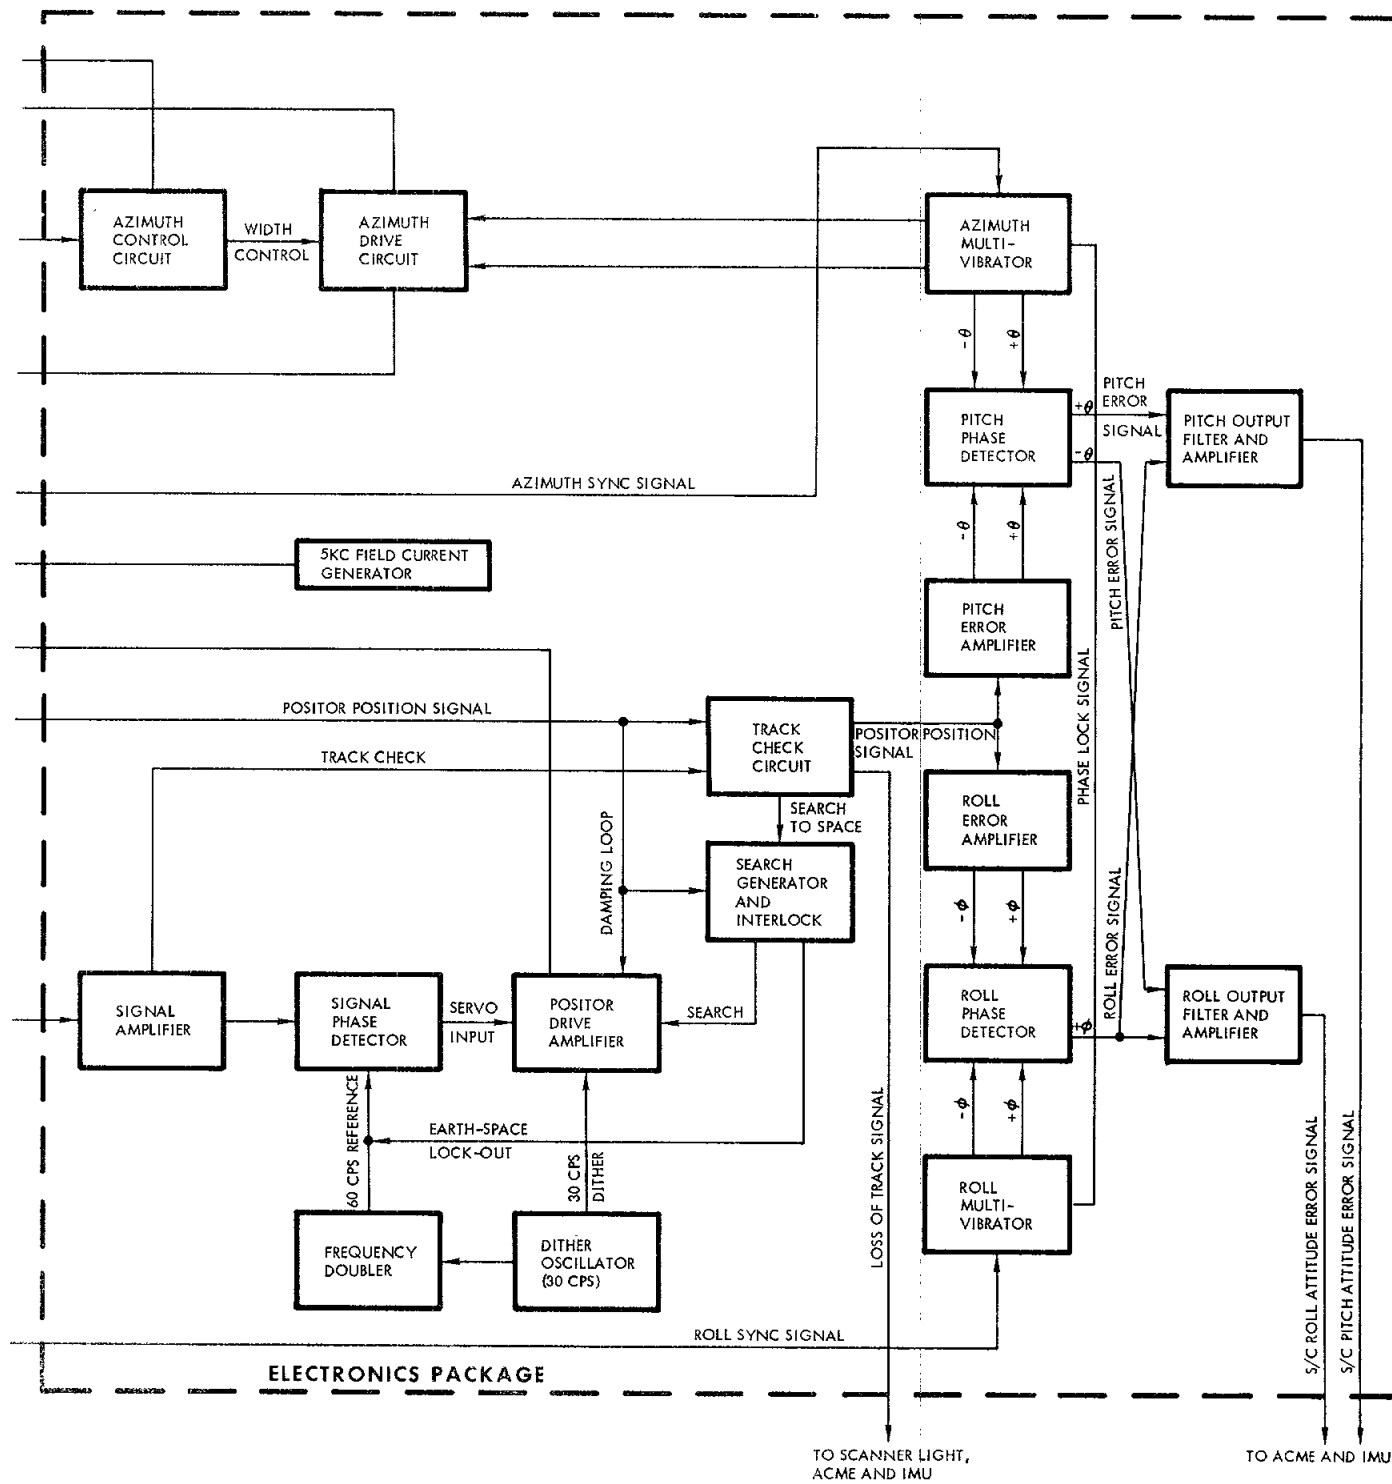 AZIMUTH
CONTROL
CIRCUIT
WIDTH
CONTROL
AZIMUTH
DRIVE
CIRCUIT
AZIMUTH
MULTI-
VIBRATOR
-θ
+θ
PITCH
PHASE
DETECTOR
+θ
-θ
PITCH
ERROR
SIGNAL
PITCH OUTPUT
FILTER AND
AMPLIFIER
AZIMUTH SYNC SIGNAL
-θ
+θ
PITCH ERROR SIGNAL
5KC FIELD CURRENT
GENERATOR
PITCH
ERROR
AMPLIFIER
PHASE LOCK SIGNAL
POSITOR POSITION SIGNAL
TRACK
CHECK
CIRCUIT
POSITOR POSITION
SIGNAL
TRACK CHECK
SEARCH
TO SPACE
ROLL
ERROR
AMPLIFIER
DAMPING LOOP
SEARCH
GENERATOR
AND
INTERLOCK
-ϕ
+ϕ
ROLL ERROR SIGNAL
SIGNAL
AMPLIFIER
SIGNAL
PHASE
DETECTOR
SERVO
INPUT
POSITOR
DRIVE
AMPLIFIER
SEARCH
ROLL
PHASE
DETECTOR
+ϕ
ROLL OUTPUT
FILTER AND
AMPLIFIER
60 CPS REFERENCE
EARTH-SPACE
LOCK-OUT
30 CPS
DITHER
-ϕ
+ϕ
LOSS OF TRACK SIGNAL
ROLL
MULTI-
VIBRATOR
FREQUENCY
DOUBLER
DITHER
OSCILLATOR
(30 CPS)
S/C ROLL ATTITUDE ERROR SIGNAL
S/C PITCH ATTITUDE ERROR SIGNAL
ROLL SYNC SIGNAL
ELECTRONICS PACKAGE
TO SCANNER LIGHT,
ACME AND IMU
TO ACME AND IMU